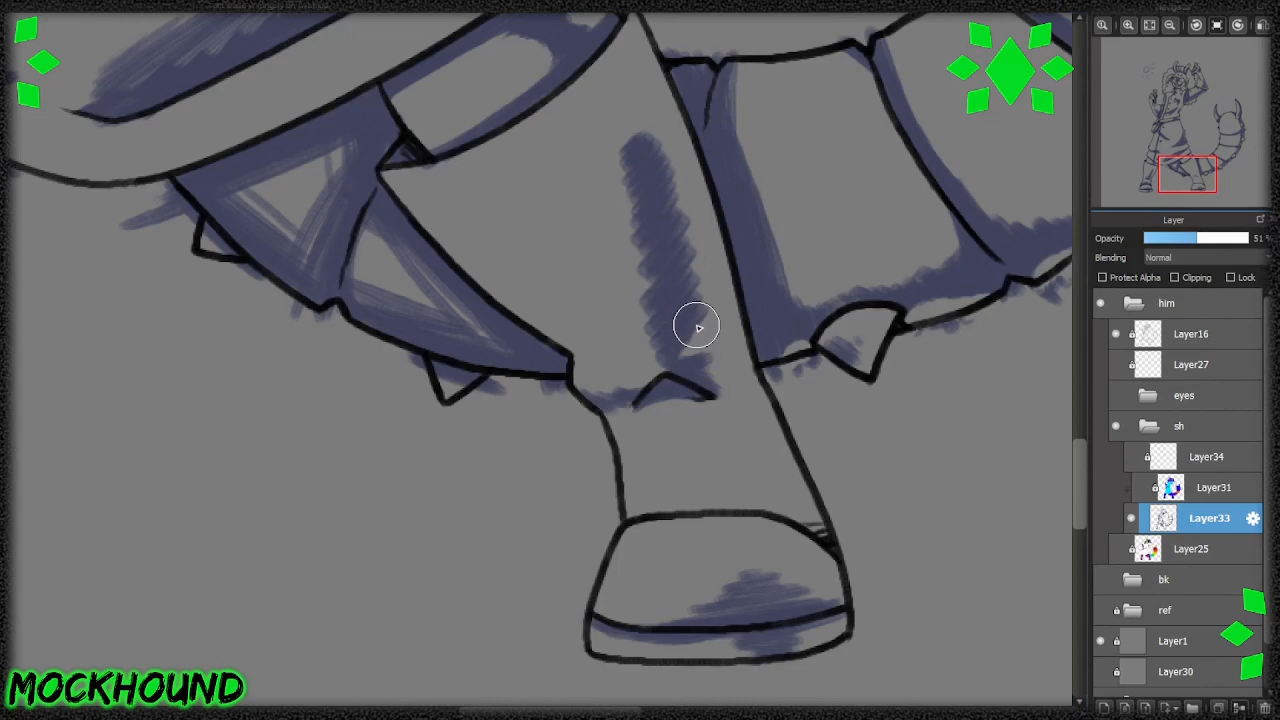 Layer
Opacity 51 %
Blending Normal
Protect Alpha Clipping Lock
him
Layer16
Layer27
eyes
sh
Layer34
Layer31
Layer33
Layer25
bk
ref
Layer1
Layer30
MOCKHOUND